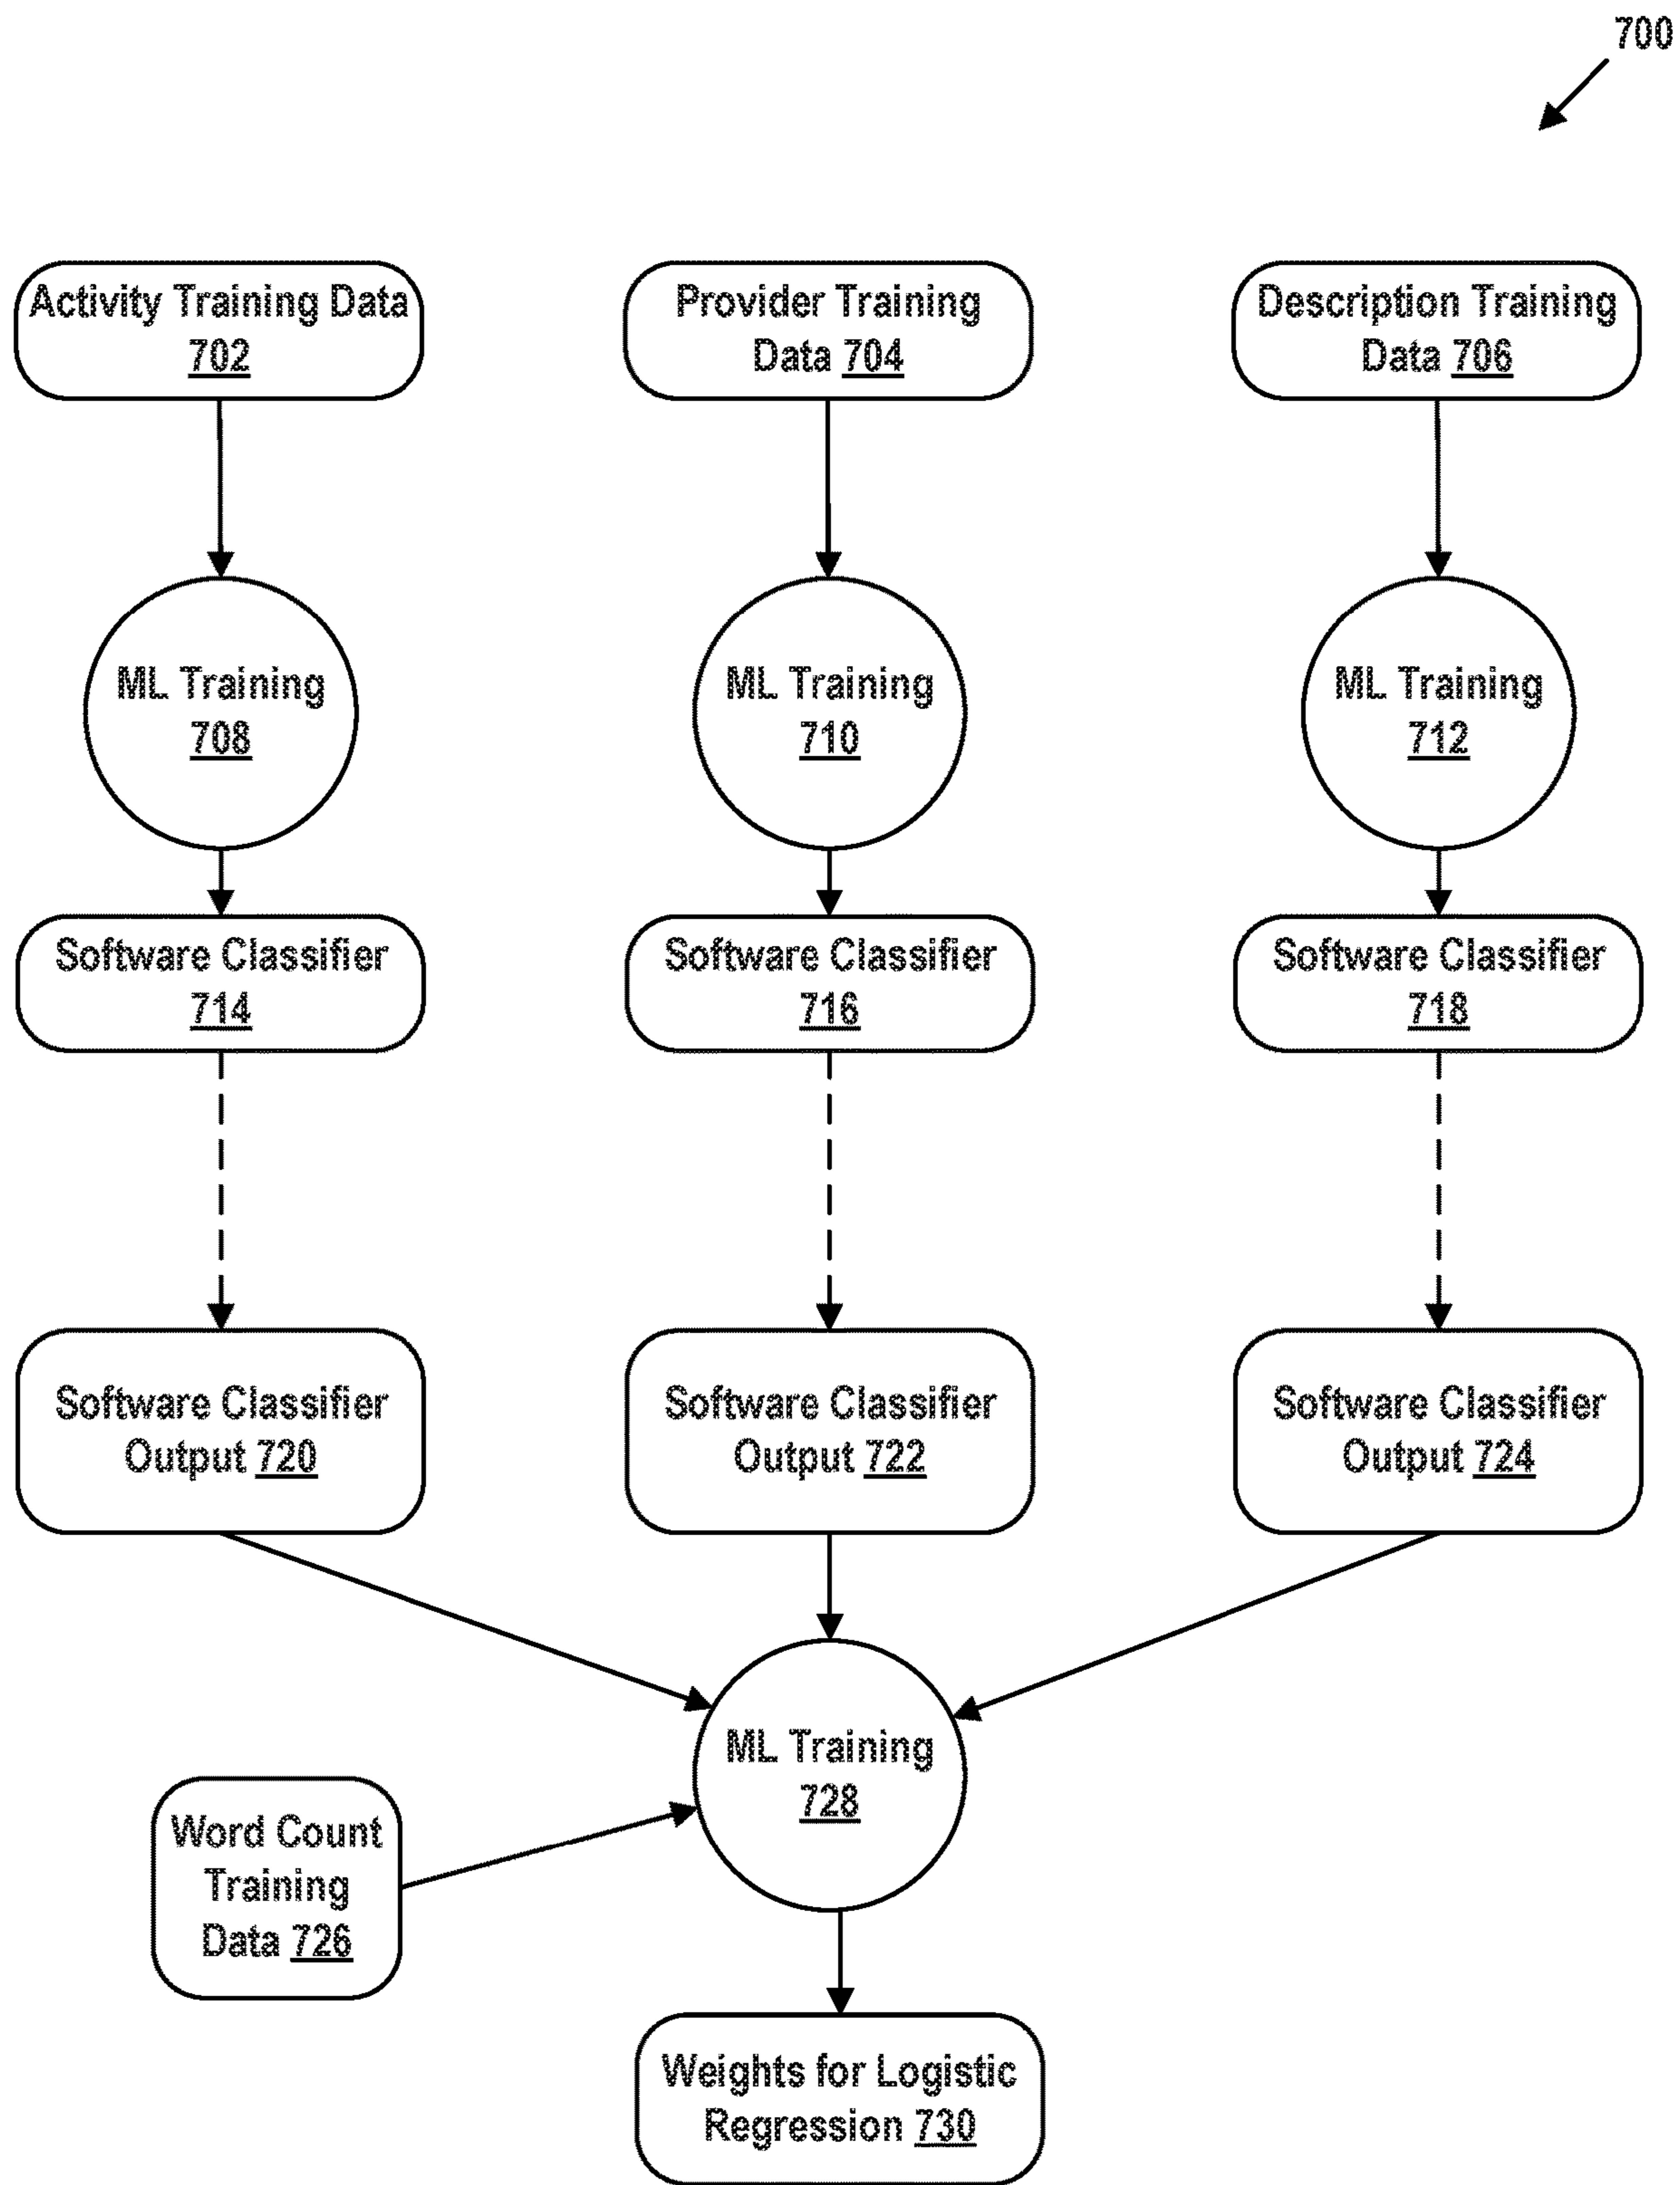 700
Activity Training Data
702
Provider Training
Data 704
Description Training
Data 706
ML Training
708
ML Training
710
ML Training
712
Software Classifier
714
Software Classifier
716
Software Classifier
718
Software Classifier
Output 720
Software Classifier
Output 722
Software Classifier
Output 724
ML Training
728
Word Count
Training
Data 726
Weights for Logistic
Regression 730